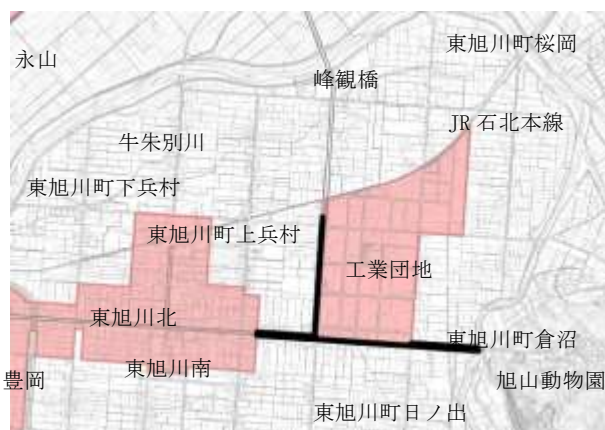 東旭川町桜岡
永山
峰観橋
JR 石北本線
牛朱別川
東旭川町下兵村
東旭川町上兵村
工業団地
東旭川北
東旭川町倉沼
東旭川南
豊岡
旭山動物園
東旭川町日ノ出